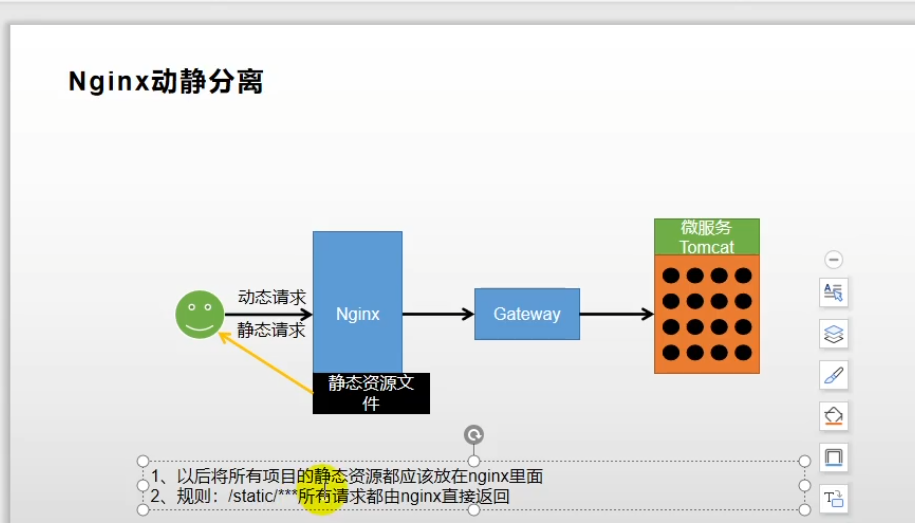 Nginx动静分离
微服务
Tomcat
动态请求
静态请求
Nginx
Gateway
静态资源文
件
1、以后将所有项目的静态资源都应该放在nginx里面
2、规则：/static/***所有请求都由nginx直接返回